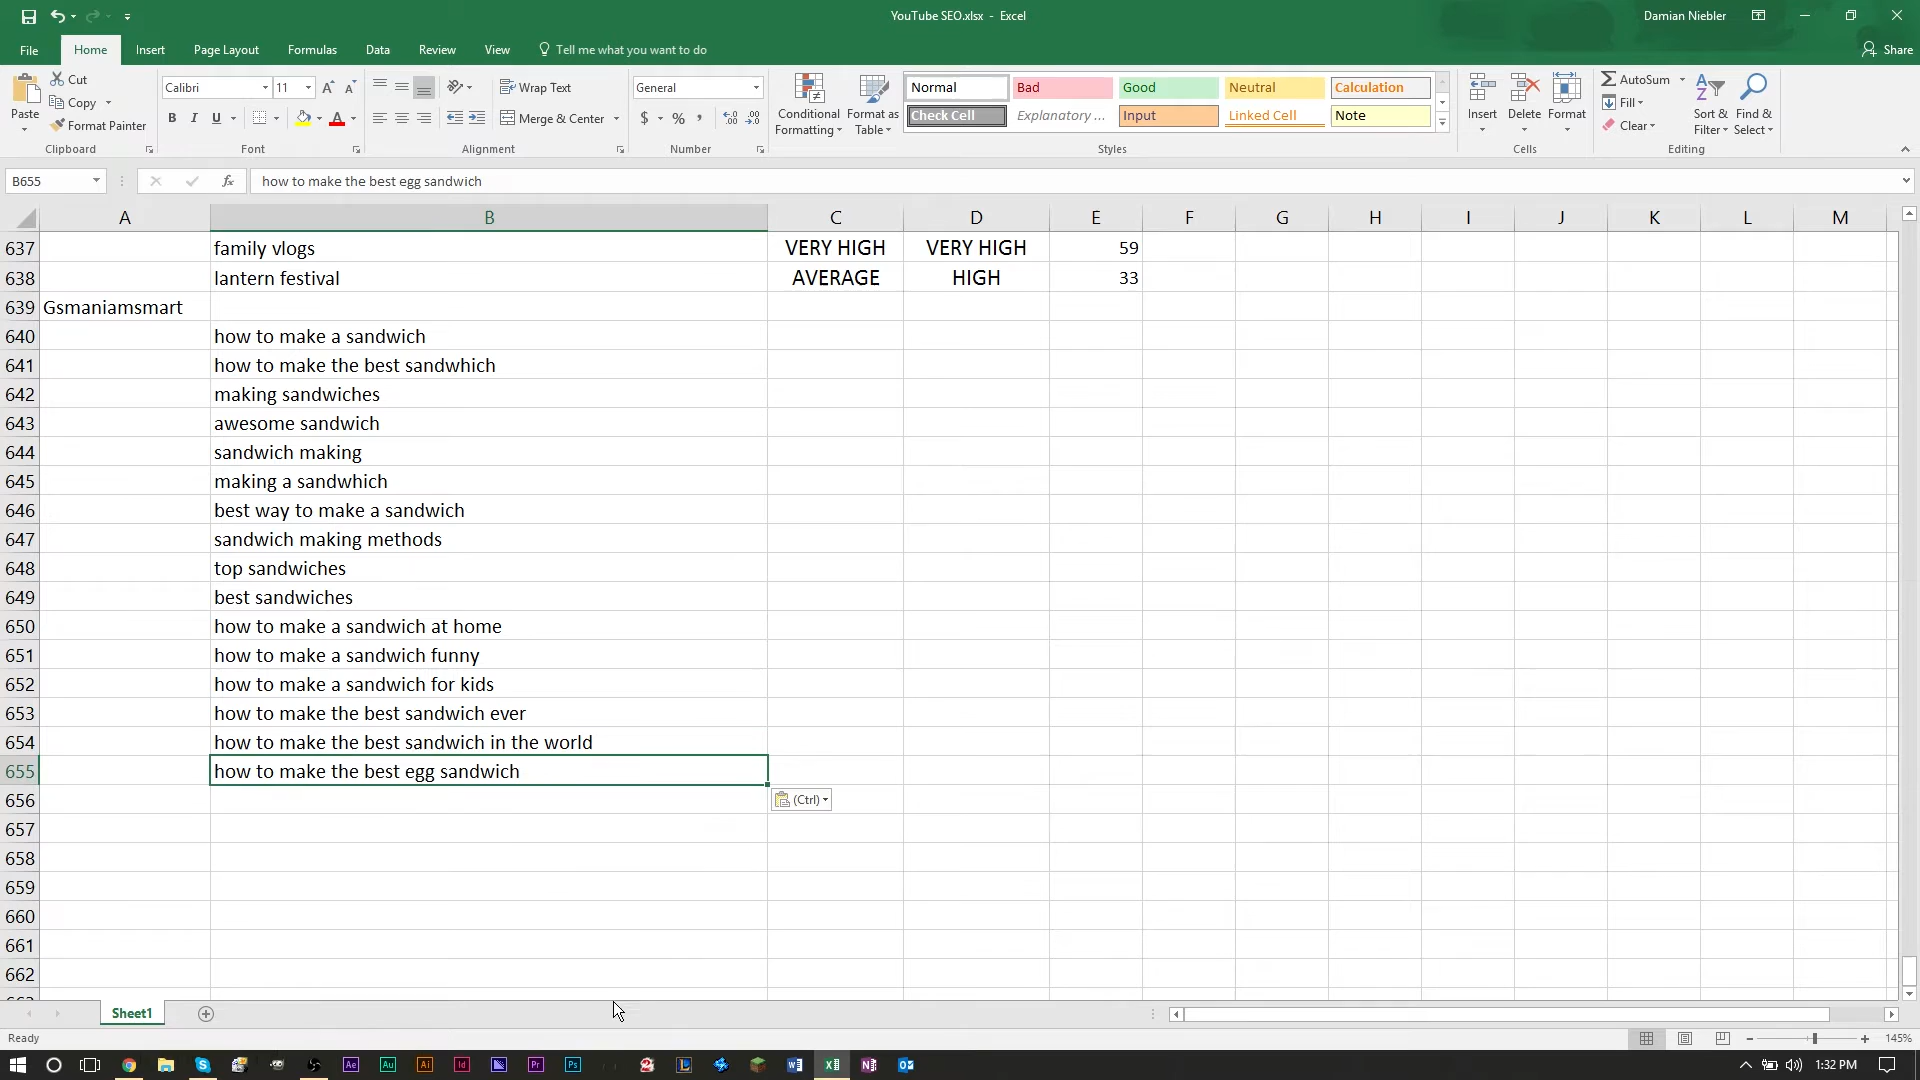 YouTube SEO.xlsx - Excel
Damian Niebler
File Home Insert Page Layout Formulas Data Review View Tell me what you want to do Share
Paste
Cut
Copy
Format Painter
Clipboard
Calibri 11
B I U
Font
Wrap Text
Merge & Center
Alignment
General
$ % ,
Number
Conditional Formatting
Format as Table
Normal Bad Good Neutral Calculation
Check Cell Explanatory ... Input Linked Cell Note
Styles
Insert Delete Format
Cells
AutoSum
Fill
Clear
Sort & Filter
Find & Select
Editing
B655 fx how to make the best egg sandwich
A B C D E F G H I J K L M
637 family vlogs VERY HIGH VERY HIGH 59
638 lantern festival AVERAGE HIGH 33
639 Gsmaniamsmart
640 how to make a sandwich
641 how to make the best sandwhich
642 making sandwiches
643 awesome sandwich
644 sandwich making
645 making a sandwhich
646 best way to make a sandwich
647 sandwich making methods
648 top sandwiches
649 best sandwiches
650 how to make a sandwich at home
651 how to make a sandwich funny
652 how to make a sandwich for kids
653 how to make the best sandwich ever
654 how to make the best sandwich in the world
655 how to make the best egg sandwich
656 (Ctrl)
657
658
659
660
661
662
Sheet1
Ready 145%
Ae Au Ai Id Pr Ps 1:32 PM